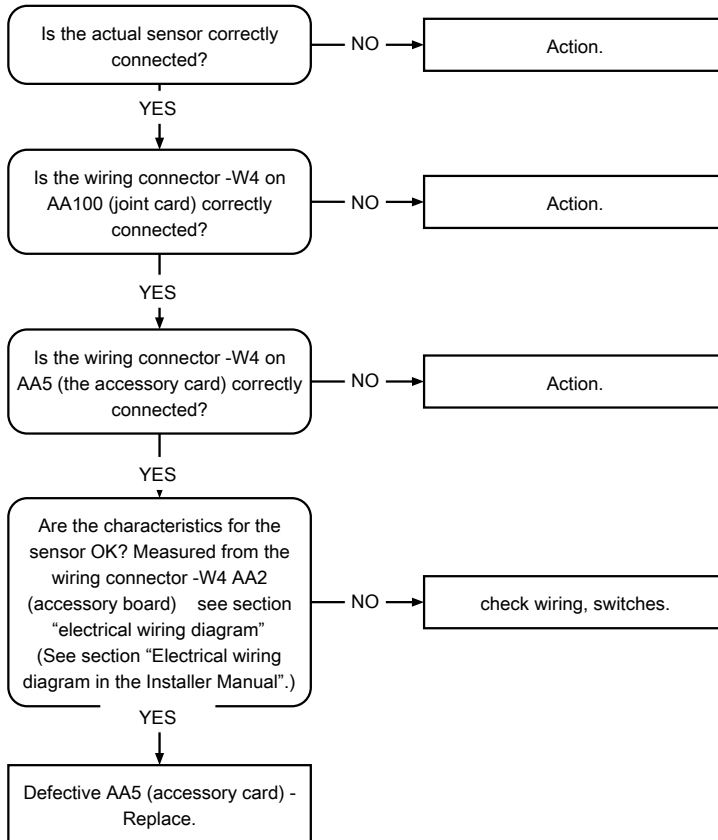 Is the actual sensor correctly
connected?
NO
Action.
YES
Is the wiring connector -W4 on
AA100 (joint card) correctly
connected?
NO
Action.
YES
Is the wiring connector -W4 on
AA5 (the accessory card) correctly
connected?
NO
Action.
YES
Are the characteristics for the
sensor OK? Measured from the
wiring connector -W4 AA2
(accessory board) see section
“electrical wiring diagram”
(See section “Electrical wiring
diagram in the Installer Manual”.)
NO
check wiring, switches.
YES
Defective AA5 (accessory card) -
Replace.